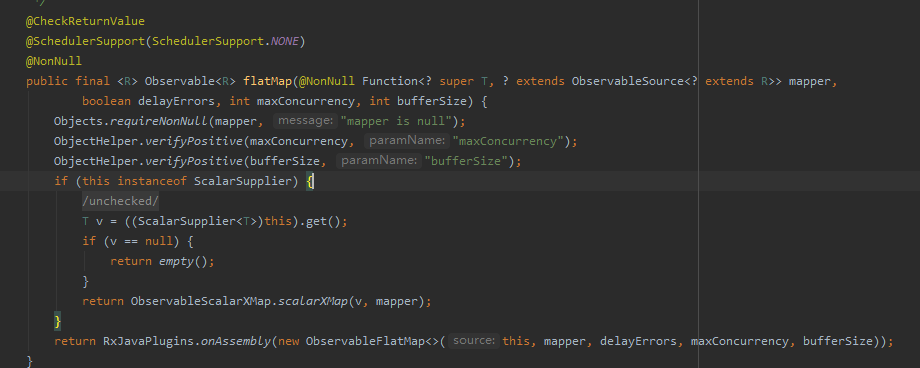 */
@CheckReturnValue
@SchedulerSupport(SchedulerSupport.NONE)
@NonNull
public final <R> Observable<R> flatMap(@NonNull Function<? super T, ? extends ObservableSource<? extends R>> mapper,
boolean delayErrors, int maxConcurrency, int bufferSize) {
Objects.requireNonNull(mapper, message: "mapper is null");
ObjectHelper.verifyPositive(maxConcurrency, paramName: "maxConcurrency");
ObjectHelper.verifyPositive(bufferSize, paramName: "bufferSize");
if (this instanceof ScalarSupplier) {
/unchecked/
T v = ((ScalarSupplier<T>)this).get();
if (v == null) {
return empty();
}
return ObservableScalarXMap.scalarXMap(v, mapper);
}
return RxJavaPlugins.onAssembly(new ObservableFlatMap<>( source: this, mapper, delayErrors, maxConcurrency, bufferSize));
}